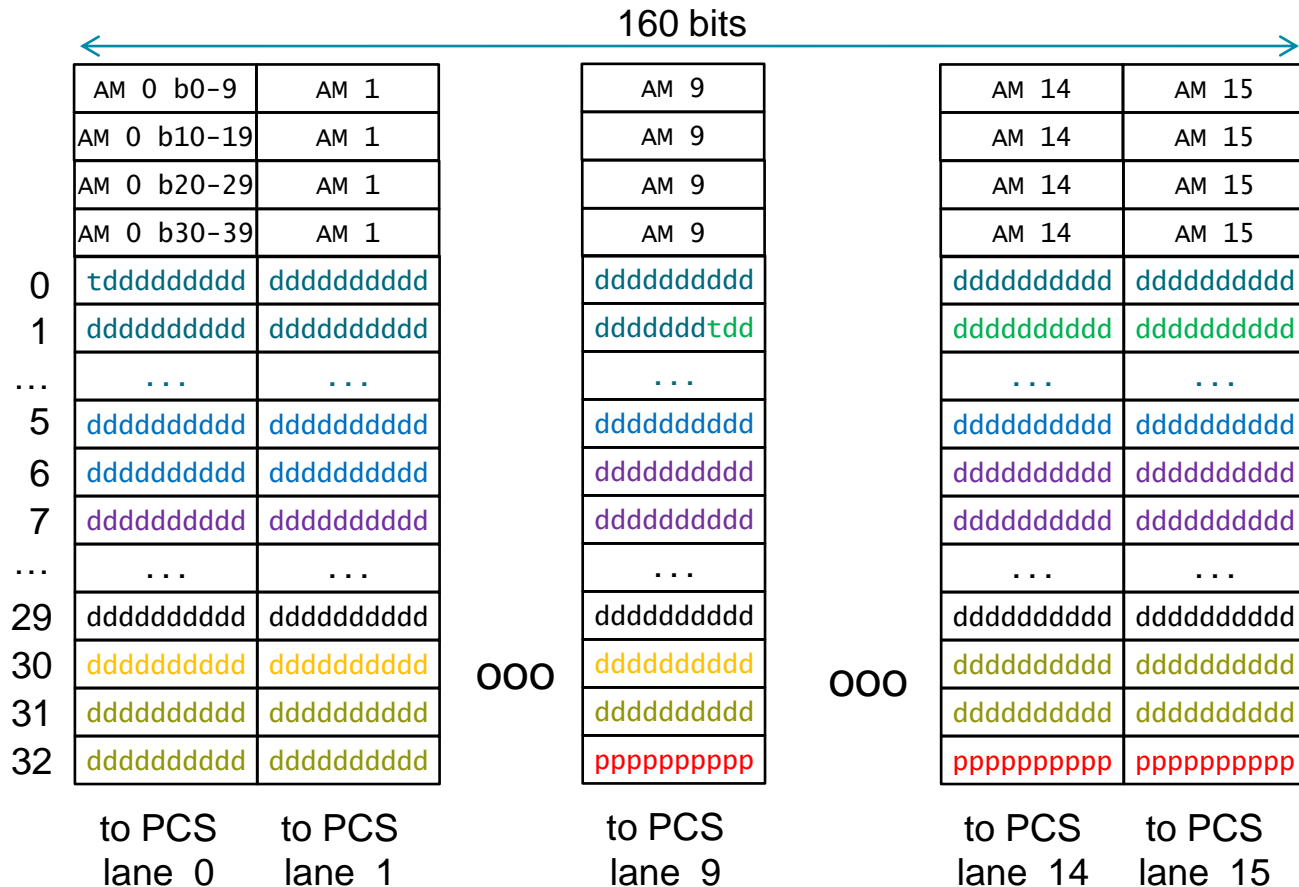 160 bits
AM 0 b0-9 AM 1 AM 9 AM 14 AM 15
AM 0 b10-19 AM 1 AM 9 AM 14 AM 15
AM 0 b20-29 AM 1 AM 9 AM 14 AM 15
AM 0 b30-39 AM 1 AM 9 AM 14 AM 15
0 tddddddddd dddddddddd dddddddddd dddddddddd dddddddddd
1 dddddddddd dddddddddd dddddddtdd dddddddddd dddddddddd
... ... ... ... ... ...
5 dddddddddd dddddddddd dddddddddd dddddddddd dddddddddd
6 dddddddddd dddddddddd dddddddddd dddddddddd dddddddddd
7 dddddddddd dddddddddd dddddddddd dddddddddd dddddddddd
... ... ... ... ... ...
29 dddddddddd dddddddddd dddddddddd dddddddddd dddddddddd
30 dddddddddd dddddddddd ooo dddddddddd ooo dddddddddd dddddddddd
31 dddddddddd dddddddddd dddddddddd dddddddddd dddddddddd
32 dddddddddd dddddddddd pppppppppp pppppppppp pppppppppp
to PCS to PCS to PCS to PCS to PCS
lane 0 lane 1 lane 9 lane 14 lane 15